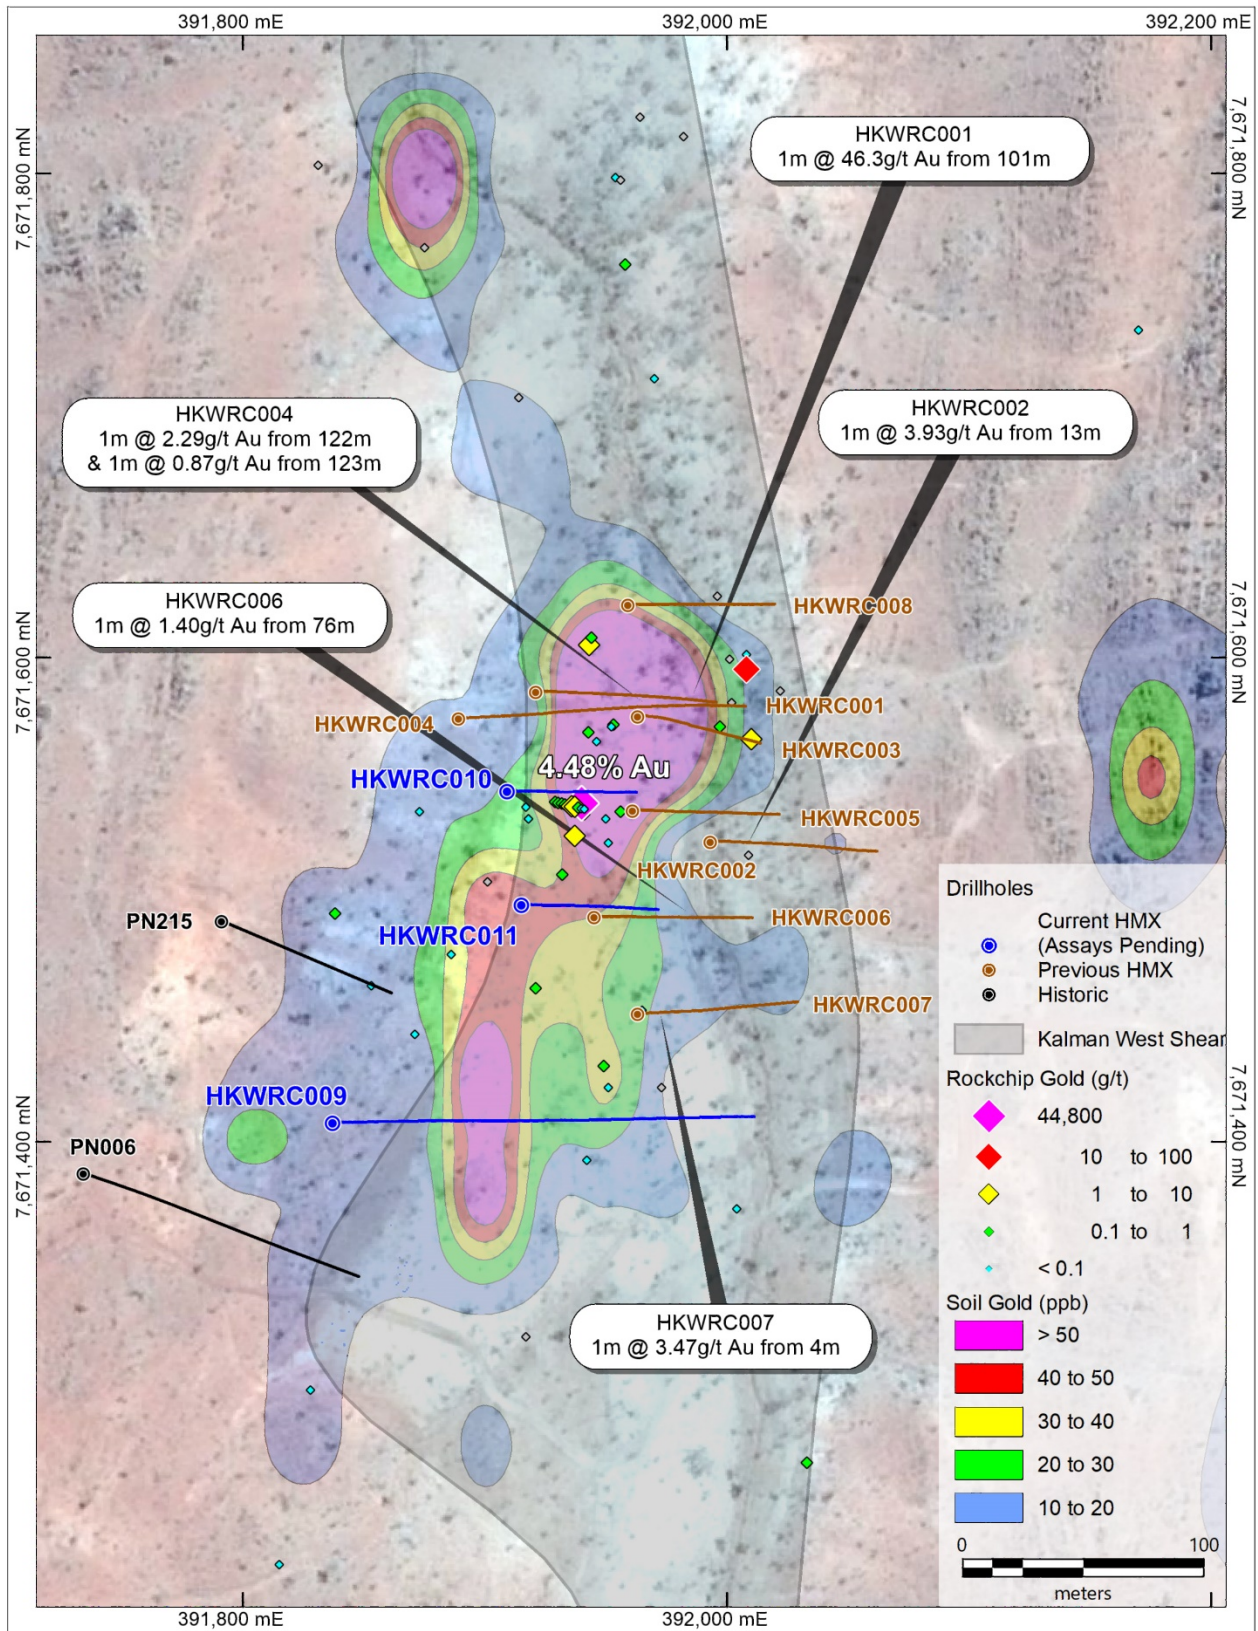 391,800 mE
392,000 mE
392,200 mE
7,671,800 mN
7,671,800 mN
HKWRC001
1m @ 46.3g/t Au from 101m
HKWRC002
1m @ 3.93g/t Au from 13m
HKWRC004
1m @ 2.29g/t Au from 122m
& 1m @ 0.87g/t Au from 123m
HKWRC006
1m @ 1.40g/t Au from 76m
HKWRC008
7,671,600 mN
7,671,600 mN
HKWRC001
HKWRC004
HKWRC003
4.48% Au
HKWRC010
HKWRC005
HKWRC002
HKWRC006
PN215
HKWRC011
HKWRC007
HKWRC009
PN006
7,671,400 mN
7,671,400 mN
HKWRC007
1m @ 3.47g/t Au from 4m
Drillholes
Current HMX
(Assays Pending)
Previous HMX
Historic
Kalman West Shear
Rockchip Gold (g/t)
44,800
10 to 100
1 to 10
0.1 to 1
< 0.1
Soil Gold (ppb)
> 50
40 to 50
30 to 40
20 to 30
10 to 20
0 100
meters
391,800 mE
392,000 mE